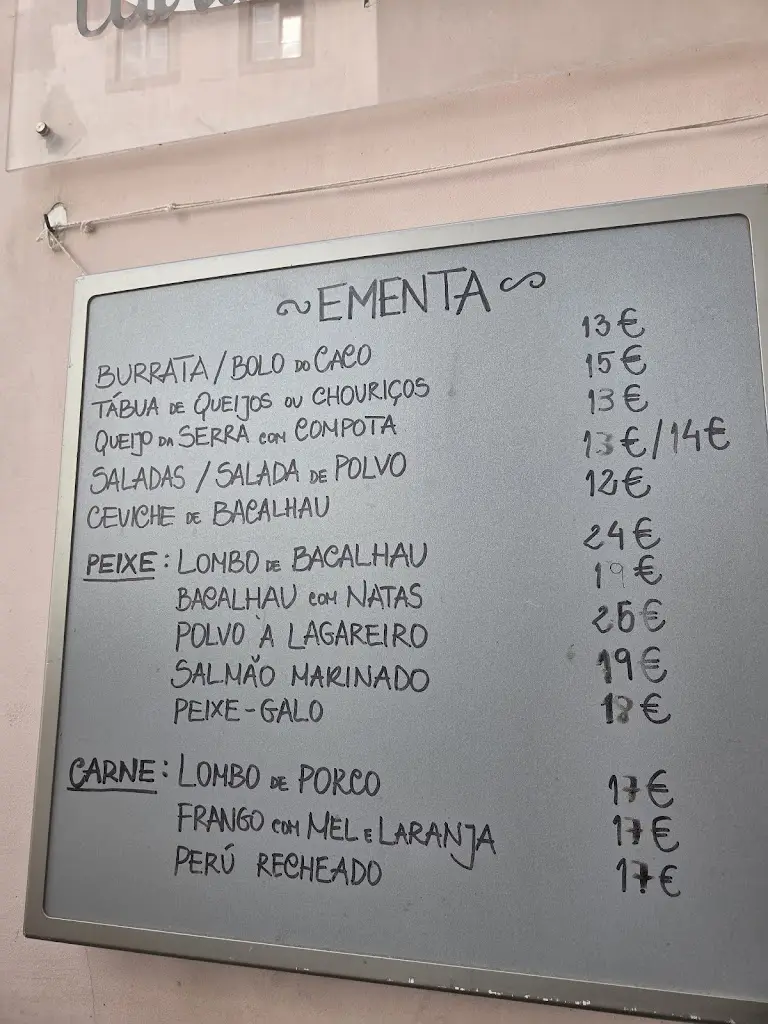 ~ EMENTA ~
BURRATA / BOLO DO CACO 13€
TÁBUA DE QUEIJOS OU CHOURIÇOS 15€
QUEIJO DA SERRA COM COMPOTA 13€
SALADAS / SALADA DE POLVO 13€/14€
CEVICHE DE BACALHAU 12€
PEIXE: LOMBO DE BACALHAU 24€
BACALHAU COM NATAS 19€
POLVO À LAGAREIRO 25€
SALMÃO MARINADO 19€
PEIXE-GALO 18€
CARNE: LOMBO DE PORCO 17€
FRANGO COM MEL E LARANJA 17€
PERÚ RECHEADO 17€